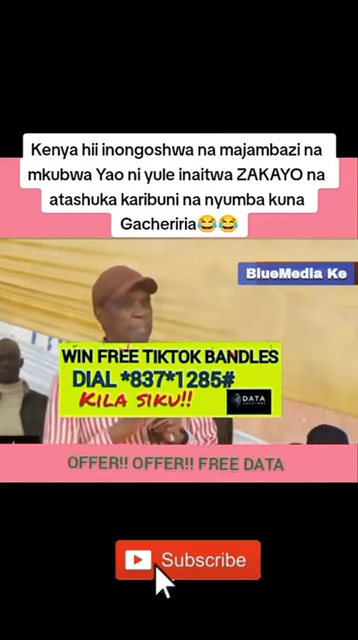 Kenya hii inongoshwa na majambazi na
mkubwa Yao ni yule inaitwa ZAKAYO na
atashuka karibuni na nyumba kuna
Gacheriria😂😂
BlueMedia Ke
WIN FREE TIKTOK BANDLES
DIAL *837*1285#
KILA SIKU!!
DATA
OFFER!! OFFER!! FREE DATA
Subscribe